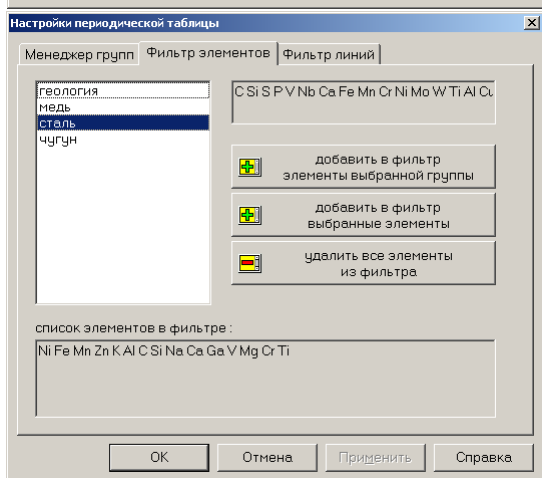 Настройки периодической таблицы
Менеджер групп
Фильтр элементов
Фильтр линий
геология
медь
сталь
чугун
C Si S P V Nb Ca Fe Mn Cr Ni Mo W Ti Al Cu
добавить в фильтр
элементы выбранной группы
добавить в фильтр
выбранные элементы
удалить все элементы
из фильтра
список элементов в фильтре :
Ni Fe Mn Zn K Al C Si Na Ca Ga V Mg Cr Ti
OK
Отмена
Применить
Справка